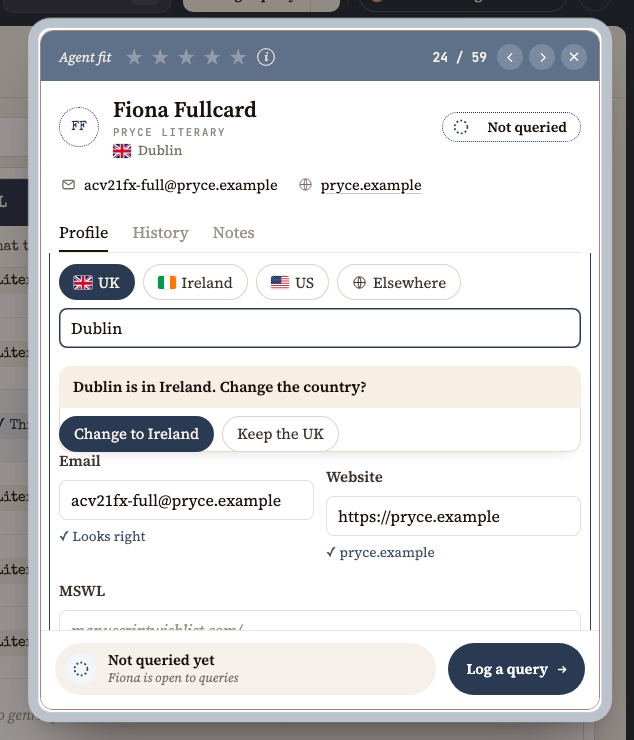 Agent fit
24 / 59
FF
Fiona Fullcard
PRYCE LITERARY
Dublin
Not queried
acv21fx-full@pryce.example
pryce.example
Profile History Notes
UK Ireland US Elsewhere
Dublin
Dublin is in Ireland. Change the country?
Change to Ireland Keep the UK
Email
Website
acv21fx-full@pryce.example
https://pryce.example
✓ Looks right
✓ pryce.example
MSWL
manuscriptwishlist.com/
Not queried yet
Fiona is open to queries
Log a query →